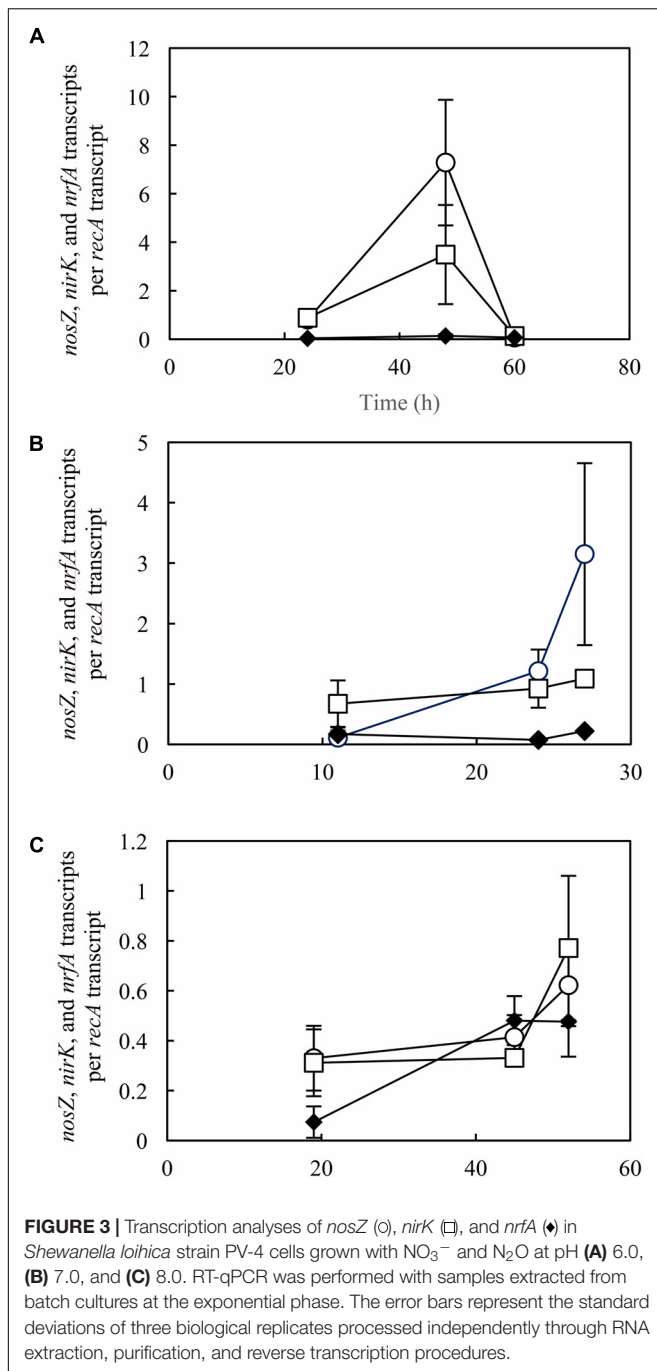 A
nosZ, nirK, and nrfA transcripts
per recA transcript
12
10
8
6
4
2
0
0 20 40 60 80
Time (h)
B
nosZ, nirK, and nrfA transcripts
per recA transcript
5
4
3
2
1
0
0 10 20 30
C
nosZ, nirK, and nrfA transcripts
per recA transcript
1.2
1
0.8
0.6
0.4
0.2
0
0 20 40 60
FIGURE 3 | Transcription analyses of nosZ (○), nirK (□), and nrfA (♦) in
Shewanella loihica strain PV-4 cells grown with NO₃⁻ and N₂O at pH (A) 6.0,
(B) 7.0, and (C) 8.0. RT-qPCR was performed with samples extracted from
batch cultures at the exponential phase. The error bars represent the standard
deviations of three biological replicates processed independently through RNA
extraction, purification, and reverse transcription procedures.